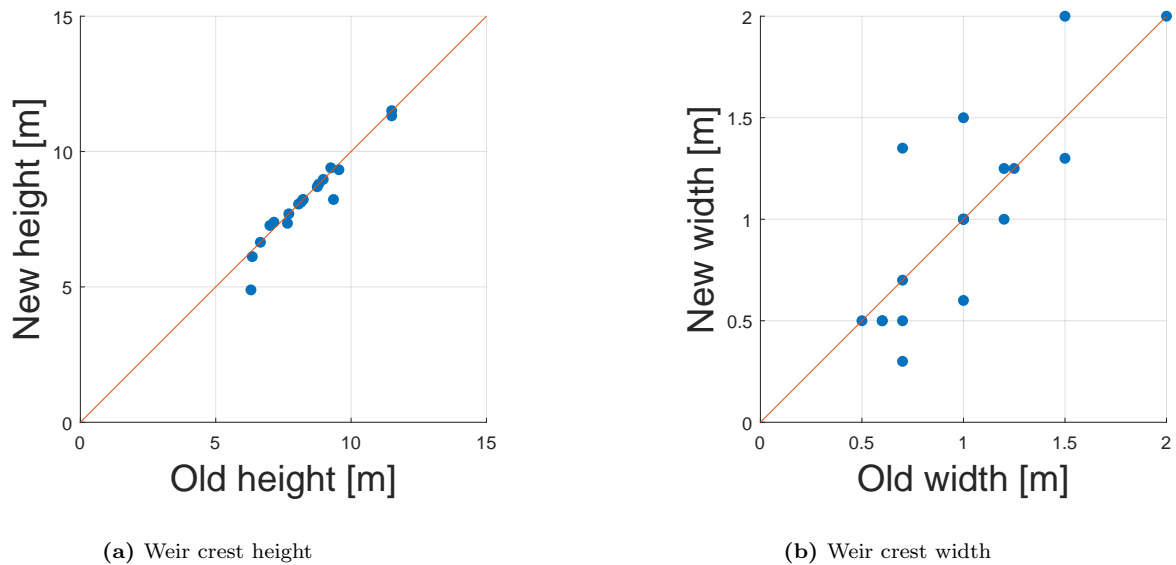 15
10
5
0
New height [m]
0 5 10 15
Old height [m]
(a) Weir crest height
2
1.5
1
0.5
0
New width [m]
0 0.5 1 1.5 2
Old width [m]
(b) Weir crest width